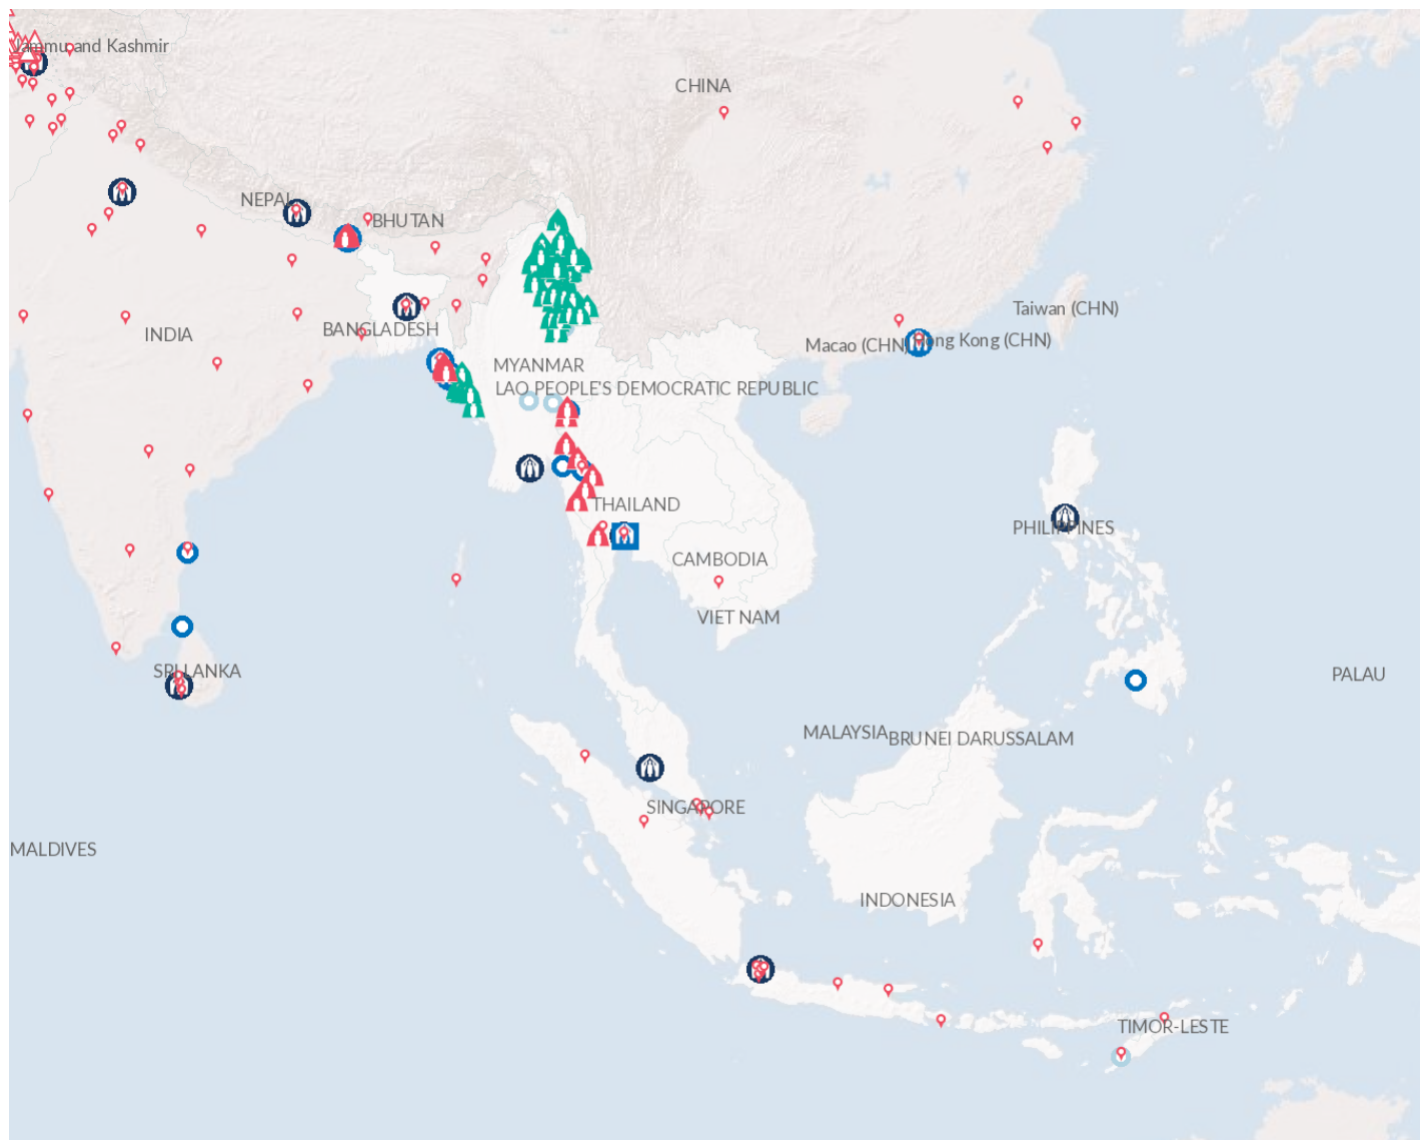 Jammu and Kashmir
CHINA
NEPAL
BHUTAN
Taiwan (CHN)
BANGLADESH
INDIA
Macao (CHN)
Hong Kong (CHN)
MYANMAR
LAO PEOPLE'S DEMOCRATIC REPUBLIC
THAILAND
PHILIPPINES
CAMBODIA
VIET NAM
SRI LANKA
PALAU
MALAYSIA
BRUNEI DARUSSALAM
SINGAPORE
MALDIVES
INDONESIA
TIMOR-LESTE